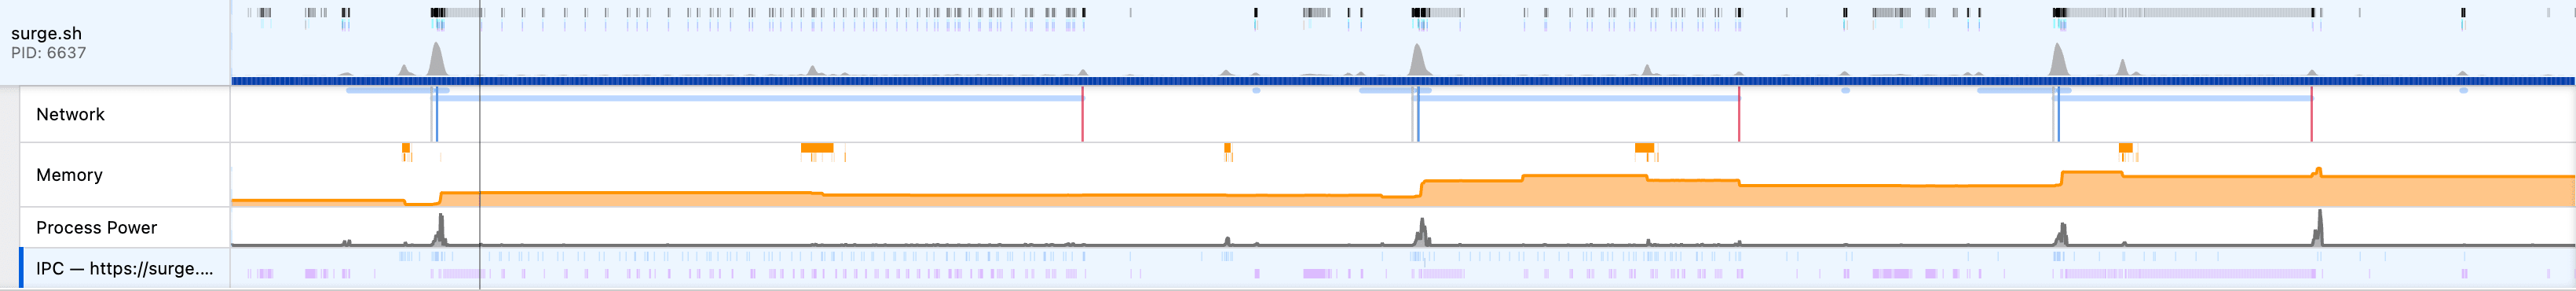 surge.sh
PID: 6637
Network
Memory
Process Power
IPC — https://surge....